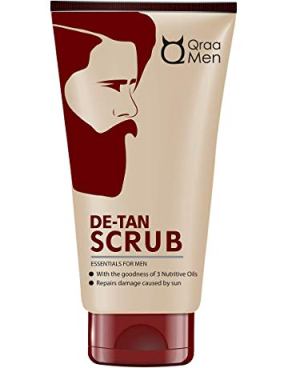 Qraa
Men
DE-TAN
SCRUB
ESSENTIALS FOR MEN
● With the goodness of 3 Nutritive Oils
● Repairs damage caused by sun